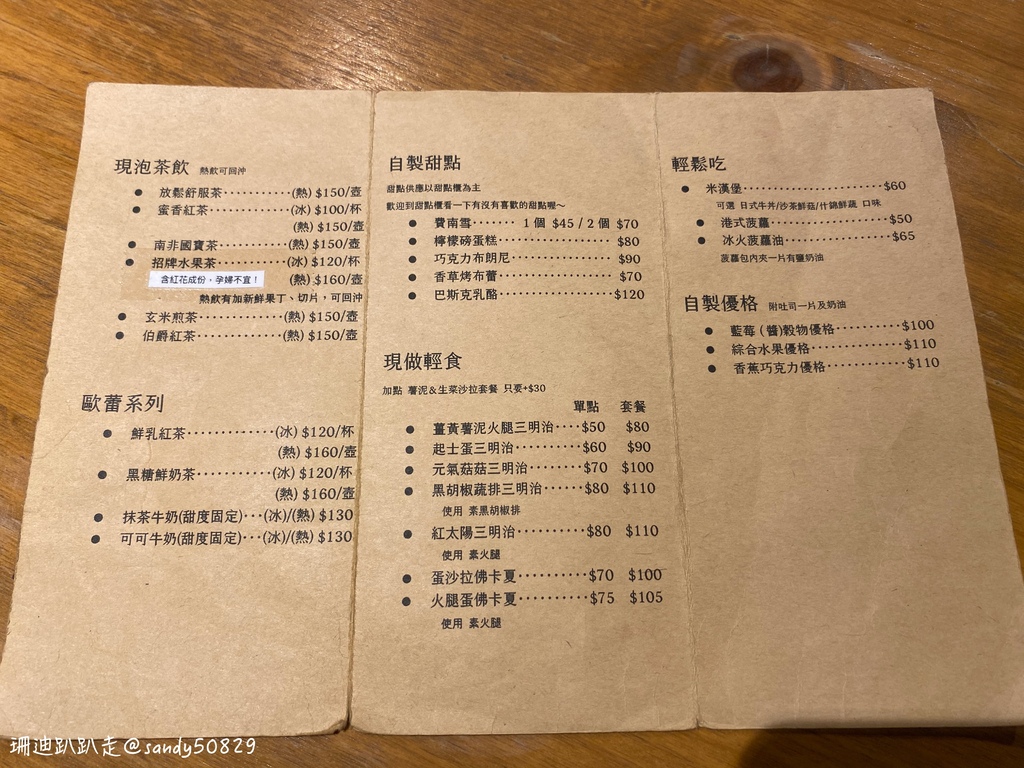 現泡茶飲 熱飲可回沖
● 放鬆舒服茶··········(熱) $150/壺
● 蜜香紅茶············(冰) $100/杯
(熱) $150/壺
● 南非國寶茶··········(熱) $150/壺
● 招牌水果茶··········(冰) $120/杯
含紅花成份，孕婦不宜！ (熱) $160/壺
熱飲有加新鮮果丁、切片，可回沖
● 玄米煎茶············(熱) $150/壺
● 伯爵紅茶············(熱) $150/壺
歐蕾系列
● 鮮乳紅茶·············(冰) $120/杯
(熱) $160/壺
● 黑糖鮮奶茶···········(冰) $120/杯
(熱) $160/壺
● 抹茶牛奶(甜度固定)···(冰)/(熱) $130
● 可可牛奶(甜度固定)···(冰)/(熱) $130
自製甜點
甜點供應以甜點櫃為主
歡迎到甜點櫃看一下有沒有喜歡的甜點喔～
● 費南雪······· 1 個 $45 / 2 個 $70
● 檸檬磅蛋糕··············$80
● 巧克力布朗尼············$90
● 香草烤布蕾··············$70
● 巴斯克乳酪··············$120
現做輕食
加點 薯泥＆生菜沙拉套餐 只要+$30
單點 套餐
● 薑黃薯泥火腿三明治····$50 $80
● 起士蛋三明治·········$60 $90
● 元氣菇菇三明治·······$70 $100
● 黑胡椒蔬排三明治·····$80 $110
使用 素黑胡椒排
● 紅太陽三明治·········$80 $110
使用 素火腿
● 蛋沙拉佛卡夏·········$70 $100
● 火腿蛋佛卡夏·········$75 $105
使用 素火腿
輕鬆吃
● 米漢堡·····················$60
可選 日式牛丼/沙茶鮮菇/什錦鮮蔬 口味
● 港式菠蘿··················$50
● 冰火菠蘿油················$65
菠蘿包內夾一片有鹽奶油
自製優格 附吐司一片及奶油
● 藍莓 (醬)穀物優格··········$100
● 綜合水果優格·············$110
● 香蕉巧克力優格···········$110
珊迪趴趴走@sandy50829